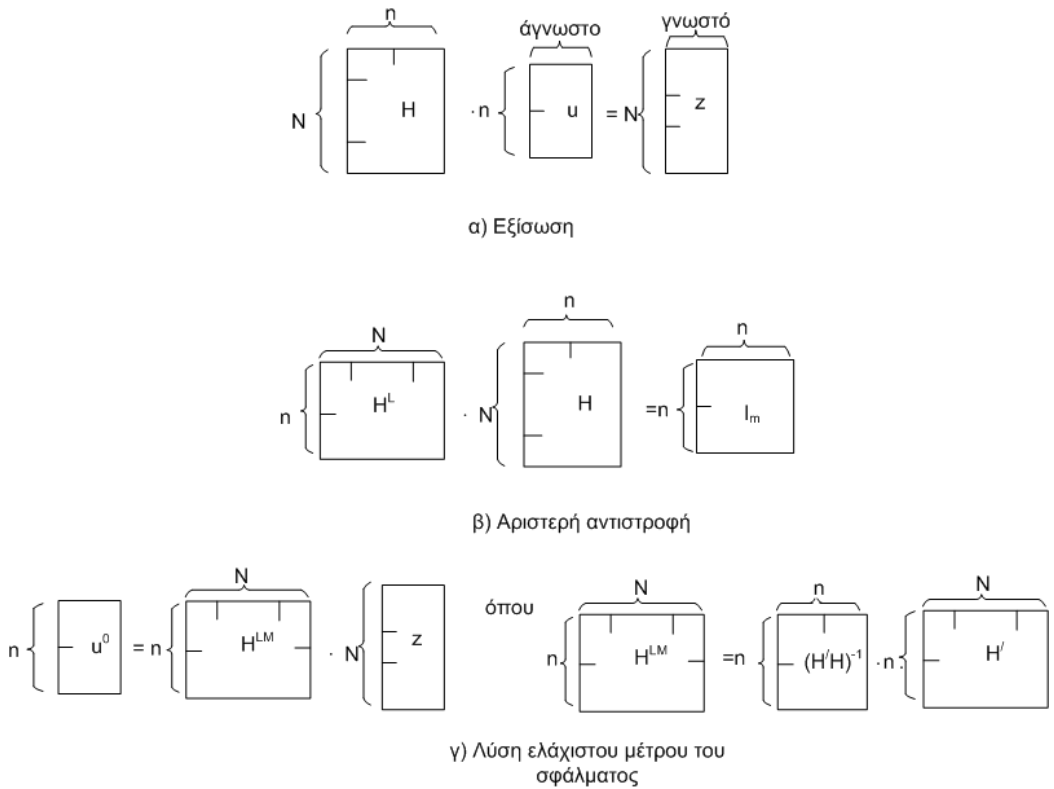 n
άγνωστο
γνωστό
N
H
· n
u
= N
z
α) Εξίσωση
n
N
n
n
H^L
· N
H
=n
I_m
β) Αριστερή αντιστροφή
N
n
u^0
= n
H^LM
· N
z
όπου
N
n
N
n
H^LM
=n
(H^/H)^-1
· n :
H^/
γ) Λύση ελάχιστου μέτρου του
σφάλματος